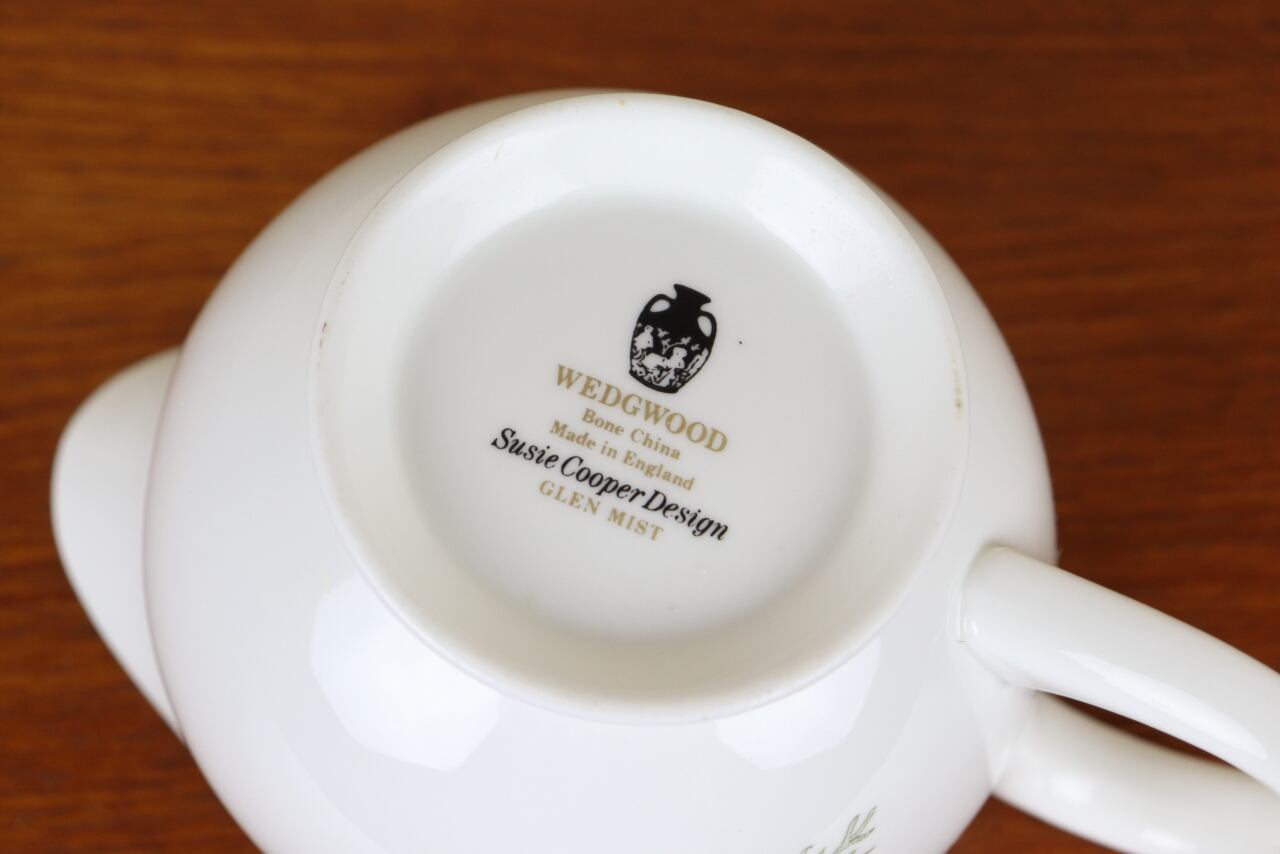 WEDGWOOD
Bone China
Made in England
Susie Cooper Design
GLEN MIST